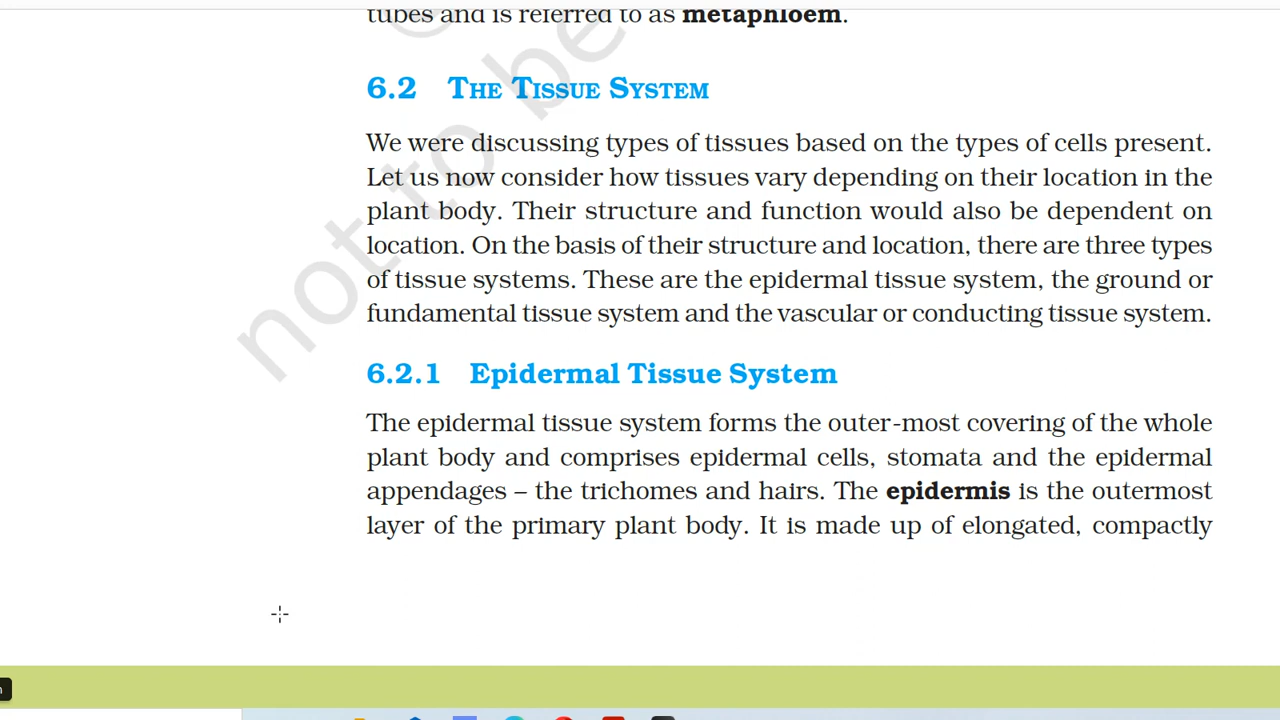 tubes and is referred to as metaphloem.
6.2 THE TISSUE SYSTEM
We were discussing types of tissues based on the types of cells present.
Let us now consider how tissues vary depending on their location in the
plant body. Their structure and function would also be dependent on
location. On the basis of their structure and location, there are three types
of tissue systems. These are the epidermal tissue system, the ground or
fundamental tissue system and the vascular or conducting tissue system.
6.2.1 Epidermal Tissue System
The epidermal tissue system forms the outer-most covering of the whole
plant body and comprises epidermal cells, stomata and the epidermal
appendages – the trichomes and hairs. The epidermis is the outermost
layer of the primary plant body. It is made up of elongated, compactly
not to be